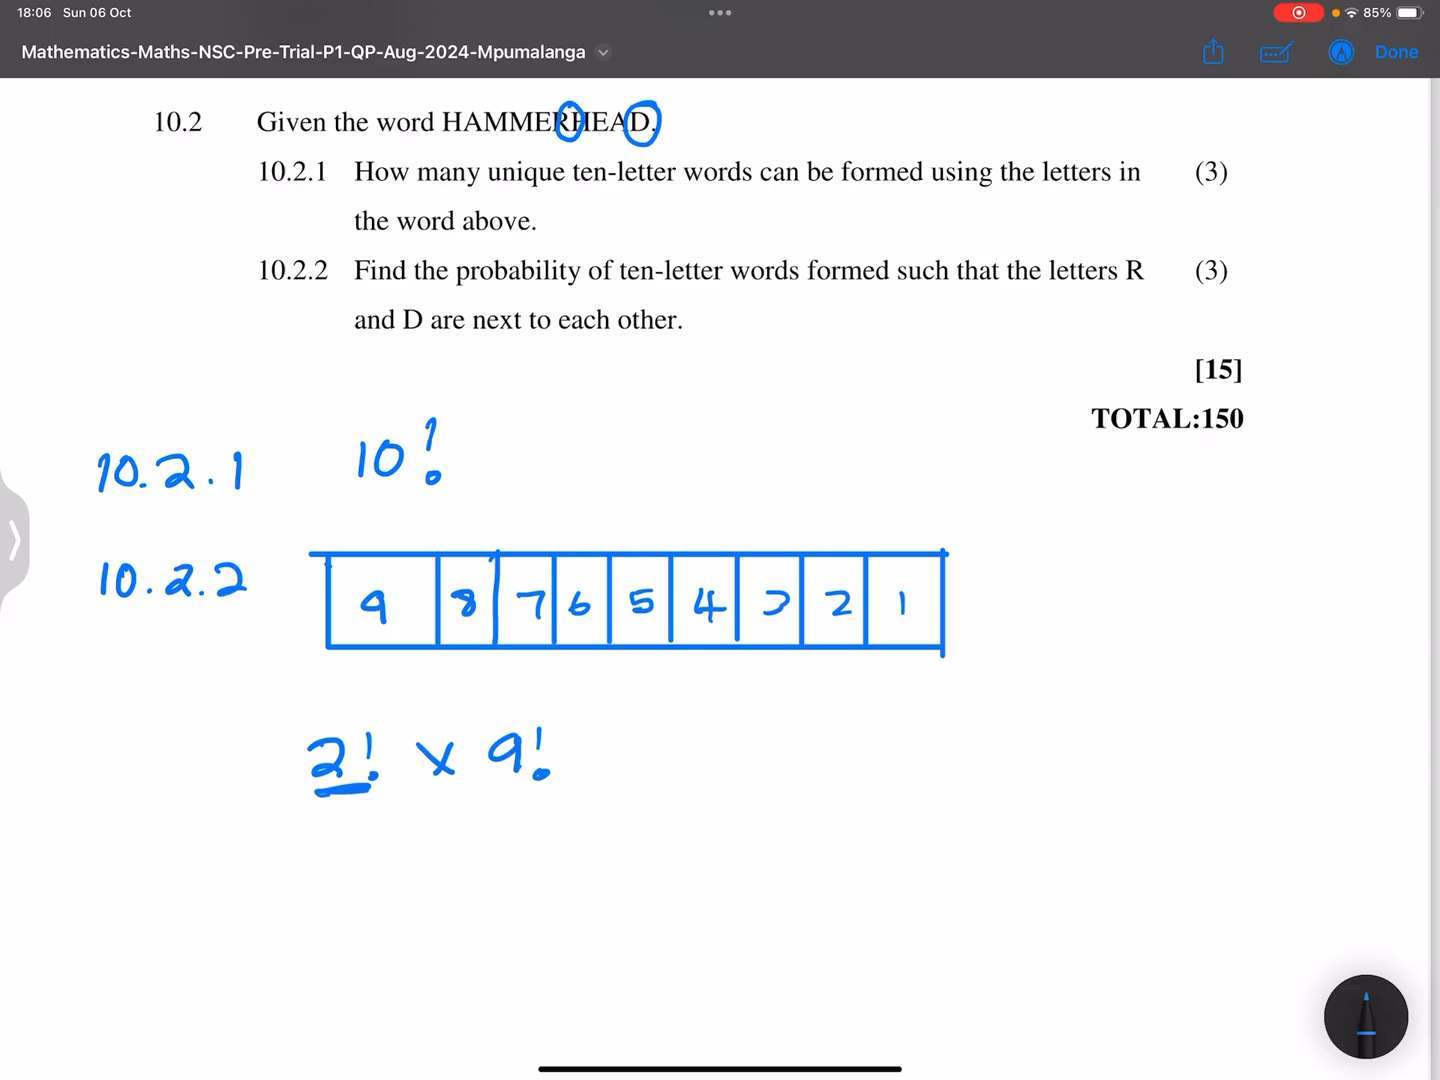 18:06 Sun 06 Oct 85%
Mathematics-Maths-NSC-Pre-Trial-P1-QP-Aug-2024-Mpumalanga Done
10.2 Given the word HAMMERHEAD.
10.2.1 How many unique ten-letter words can be formed using the letters in (3)
the word above.
10.2.2 Find the probability of ten-letter words formed such that the letters R (3)
and D are next to each other.
[15]
TOTAL:150
10.2.1 10!
10.2.2 9 8 7 6 5 4 3 2 1
2! x 9!